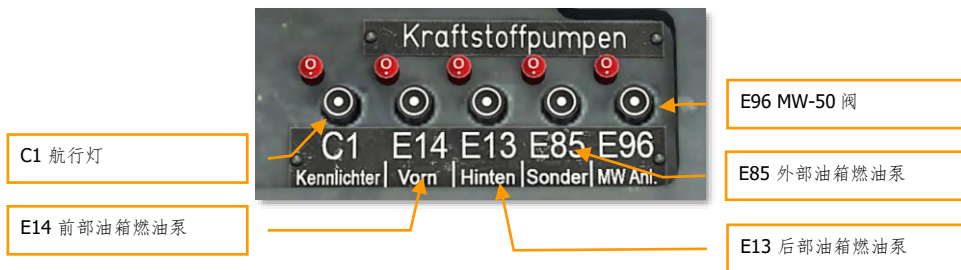 Kraftstoffpumpen
C1 E14 E13 E85 E96
Kennlichter Vorn Hinten Sonder MW Anl.
C1 航行灯
E14 前部油箱燃油泵
E96 MW-50 阀
E85 外部油箱燃油泵
E13 后部油箱燃油泵